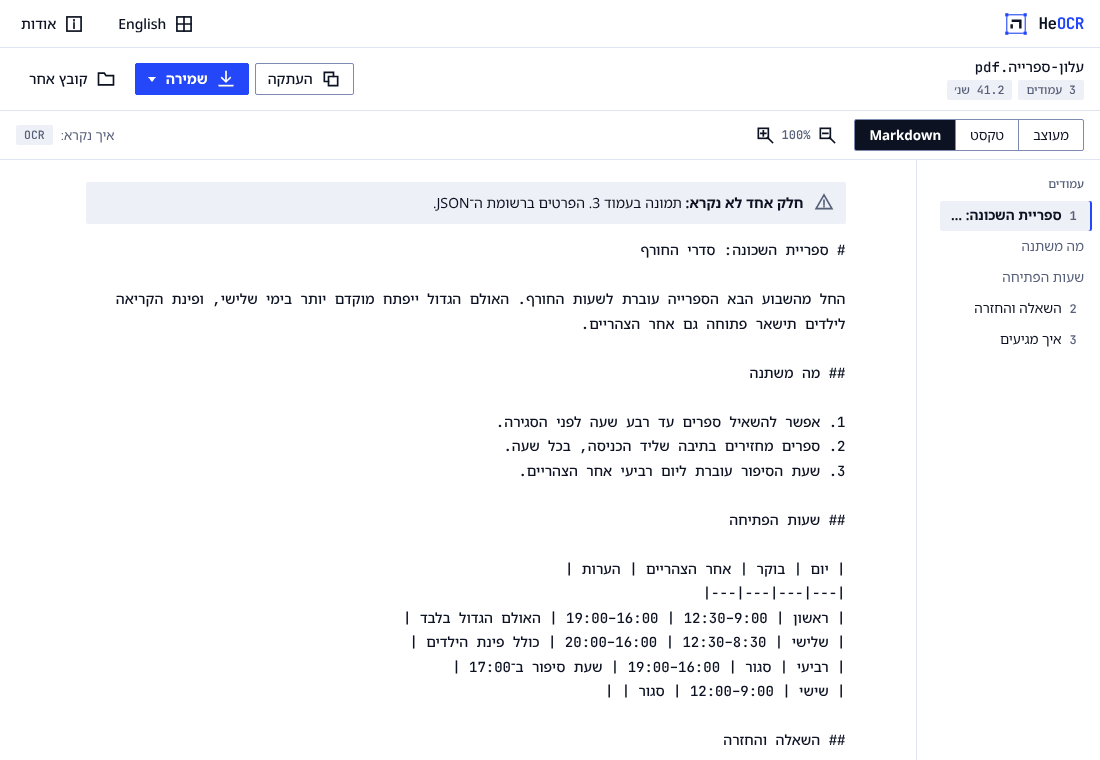 HeOCR
English
אודות
עלון-ספרייה.pdf
3 עמודים
41.2 שני
העתקה
שמירה
קובץ אחר
מעוצב
טקסט
Markdown
100%
איך נקרא: OCR
עמודים
1 ספריית השכונה: ...
מה משתנה
שעות הפתיחה
2 השאלה והחזרה
3 איך מגיעים
חלק אחד לא נקרא: תמונה בעמוד 3. הפרטים ברשומת ה־JSON.
# ספריית השכונה: סדרי החורף
החל מהשבוע הבא הספרייה עוברת לשעות החורף. האולם הגדול ייפתח מוקדם יותר בימי שלישי, ופינת הקריאה
לילדים תישאר פתוחה גם אחר הצהריים.
## מה משתנה
1. אפשר להשאיל ספרים עד רבע שעה לפני הסגירה.
2. ספרים מחזירים בתיבה שליד הכניסה, בכל שעה.
3. שעת הסיפור עוברת ליום רביעי אחר הצהריים.
## שעות הפתיחה
| יום | בוקר | אחר הצהריים | הערות |
|---|---|---|---|
| ראשון | 9:00–12:30 | 16:00–19:00 | האולם הגדול בלבד |
| שלישי | 8:30–12:30 | 16:00–20:00 | כולל פינת הילדים |
| רביעי | סגור | 16:00–19:00 | שעת סיפור ב־17:00 |
| שישי | 9:00–12:00 | סגור | |
## השאלה והחזרה